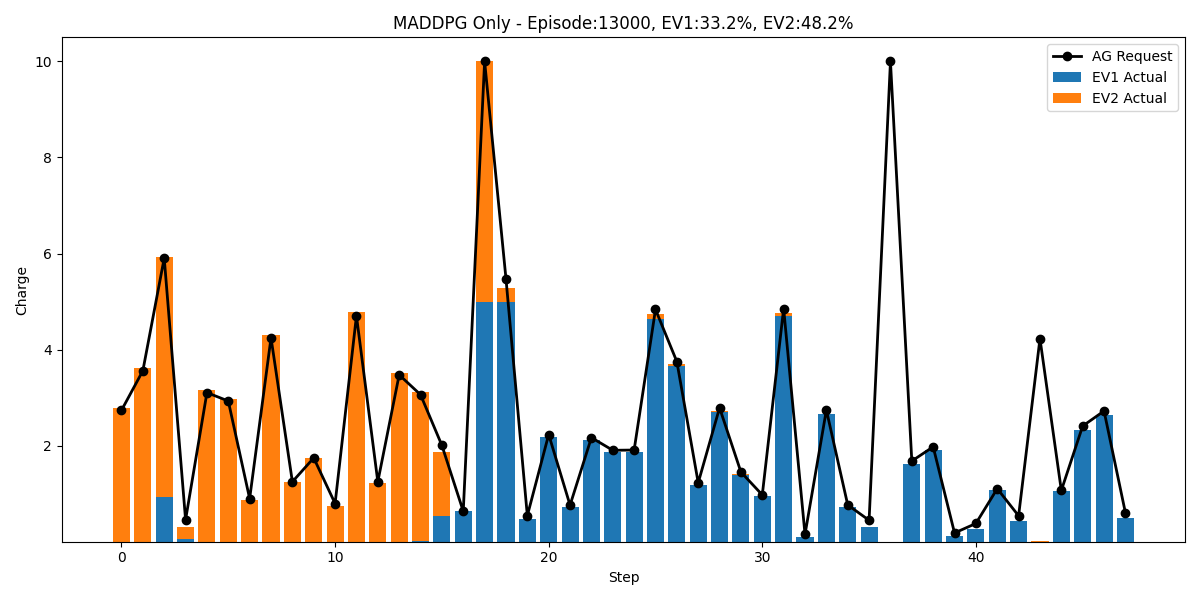 MADDPG Only - Episode:13000, EV1:33.2%, EV2:48.2%
AG Request
EV1 Actual
EV2 Actual
Charge
10
8
6
4
2
0 10 20 30 40
Step